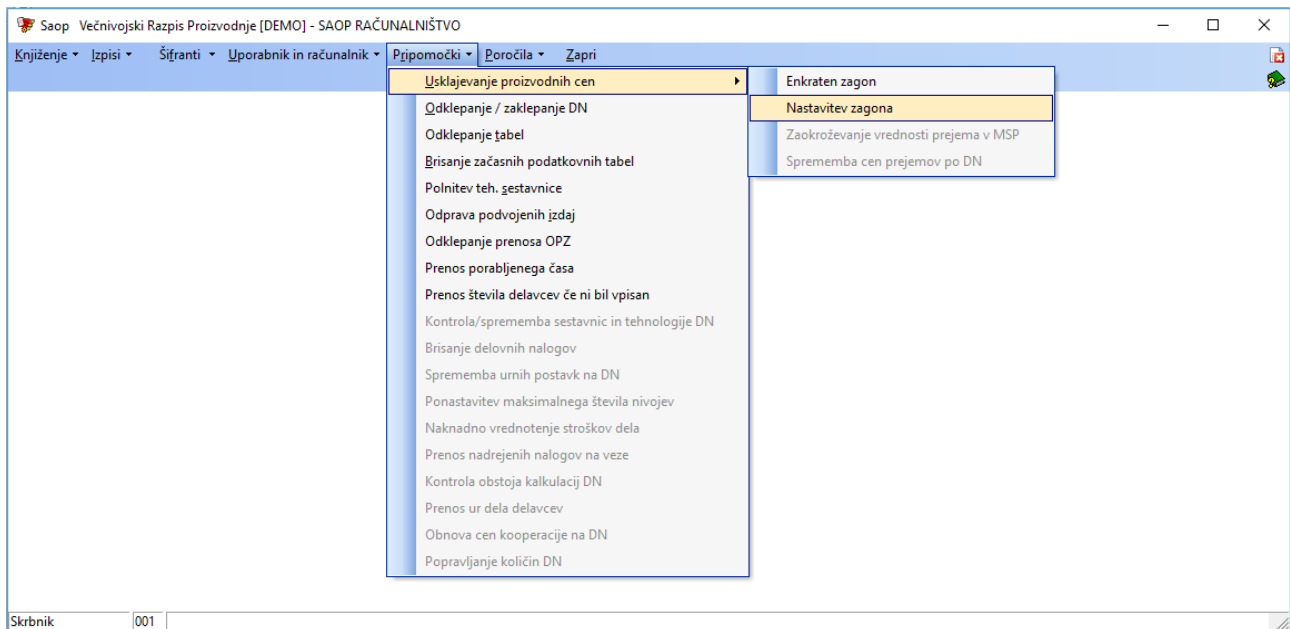 Saop Večnivojski Razpis Proizvodnje [DEMO] - SAOP RAČUNALNIŠTVO
Knjiženje Izpisi Šifranti Uporabnik in računalnik Pripomočki Poročila Zapri
Usklajevanje proizvodnih cen
Odklepanje / zaklepanje DN
Odklepanje tabel
Brisanje začasnih podatkovnih tabel
Polnitev teh. sestavnice
Odprava podvojenih izdaj
Odklepanje prenosa OPZ
Prenos porabljenega časa
Prenos števila delavcev če ni bil vpisan
Kontrola/sprememba sestavnic in tehnologije DN
Brisanje delovnih nalogov
Sprememba urnih postavk na DN
Ponastavitev maksimalnega števila nivojev
Naknadno vrednotenje stroškov dela
Prenos nadrejenih nalogov na veze
Kontrola obstoja kalkulacij DN
Prenos ur dela delavcev
Obnova cen kooperacije na DN
Popravljanje količin DN
Enkraten zagon
Nastavitev zagona
Zaokroževanje vrednosti prejema v MSP
Sprememba cen prejemov po DN
Skrbnik 001